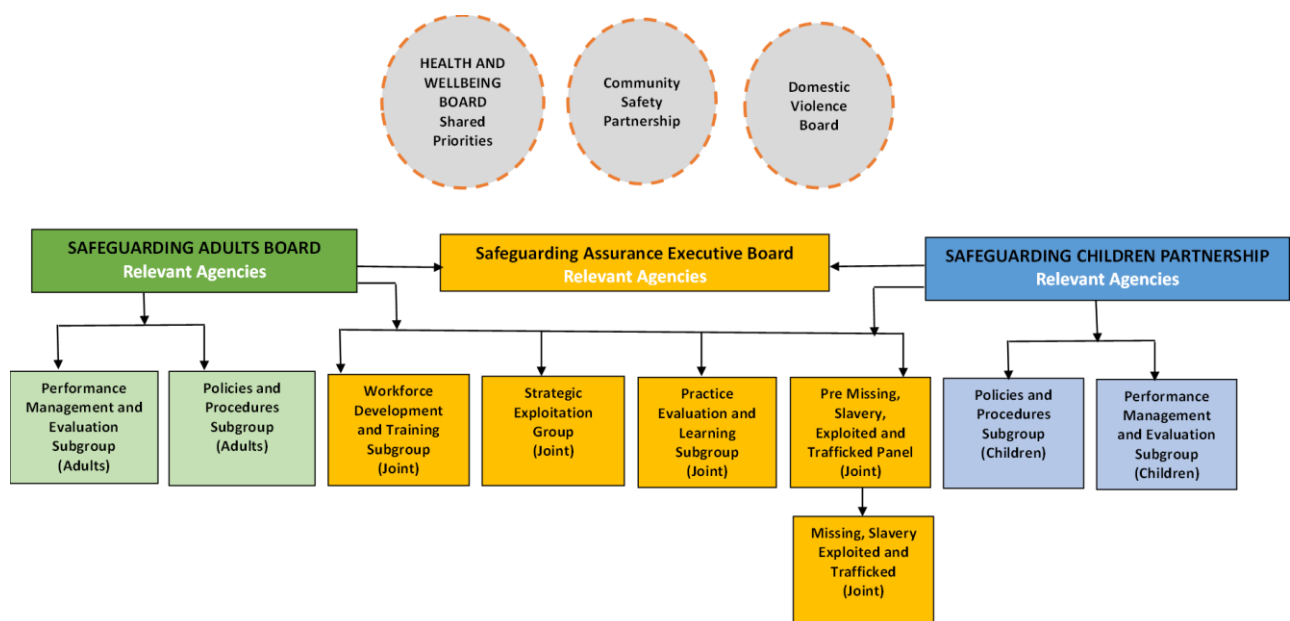 HEALTH AND
WELLBEING
BOARD
Shared
Priorities
Community
Safety
Partnership
Domestic
Violence
Board
SAFEGUARDING ADULTS BOARD
Relevant Agencies
Safeguarding Assurance Executive Board
Relevant Agencies
SAFEGUARDING CHILDREN PARTNERSHIP
Relevant Agencies
Performance
Management and
Evaluation
Subgroup
(Adults)
Policies and
Procedures
Subgroup
(Adults)
Workforce
Development
and Training
Subgroup
(Joint)
Strategic
Exploitation
Group
(Joint)
Practice
Evaluation and
Learning
Subgroup
(Joint)
Pre Missing,
Slavery,
Exploited and
Trafficked Panel
(Joint)
Policies and
Procedures
Subgroup
(Children)
Performance
Management
and Evaluation
Subgroup
(Children)
Missing, Slavery
Exploited and
Trafficked
(Joint)